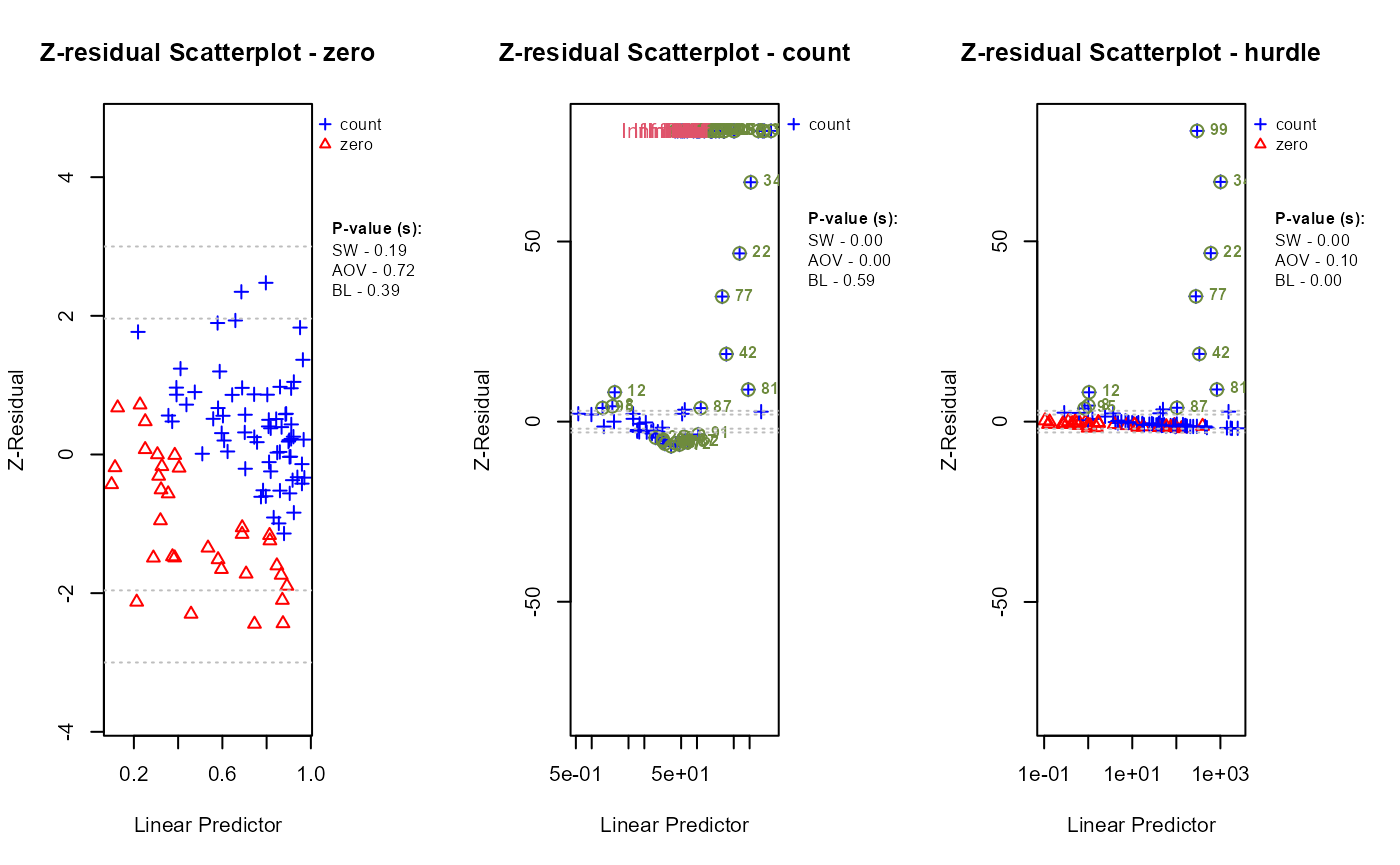 Z-residual Scatterplot - zero
Z-Residual
4
2
0
-2
-4
0.2
0.6
1.0
Linear Predictor
count
zero
P-value (s):
SW - 0.19
AOV - 0.72
BL - 0.39
Z-residual Scatterplot - count
Z-Residual
50
0
-50
5e-01
5e+01
Linear Predictor
count
P-value (s):
SW - 0.00
AOV - 0.00
BL - 0.59
34
22
77
42
81
12
87
91
Z-residual Scatterplot - hurdle
Z-Residual
50
0
-50
1e-01
1e+01
1e+03
Linear Predictor
count
zero
P-value (s):
SW - 0.00
AOV - 0.10
BL - 0.00
99
22
77
42
81
12
87